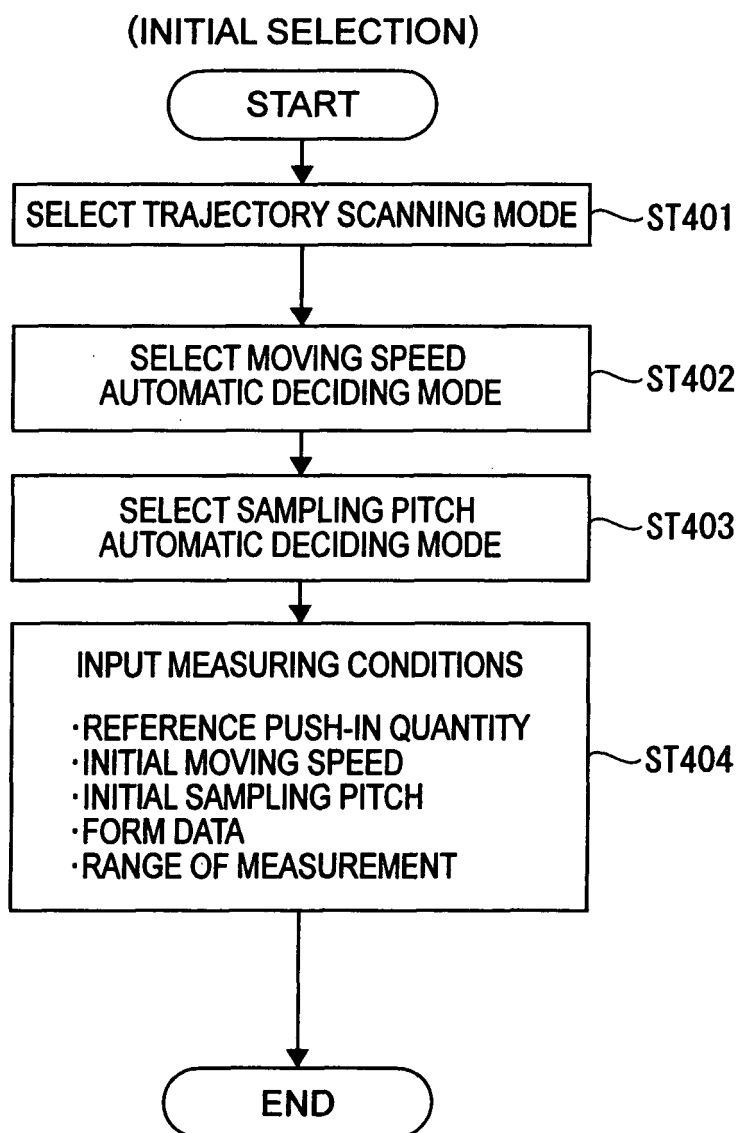 (INITIAL SELECTION)
START
SELECT TRAJECTORY SCANNING MODE
ST401
SELECT MOVING SPEED
AUTOMATIC DECIDING MODE
ST402
SELECT SAMPLING PITCH
AUTOMATIC DECIDING MODE
ST403
INPUT MEASURING CONDITIONS
·REFERENCE PUSH-IN QUANTITY
·INITIAL MOVING SPEED
·INITIAL SAMPLING PITCH
·FORM DATA
·RANGE OF MEASUREMENT
ST404
END